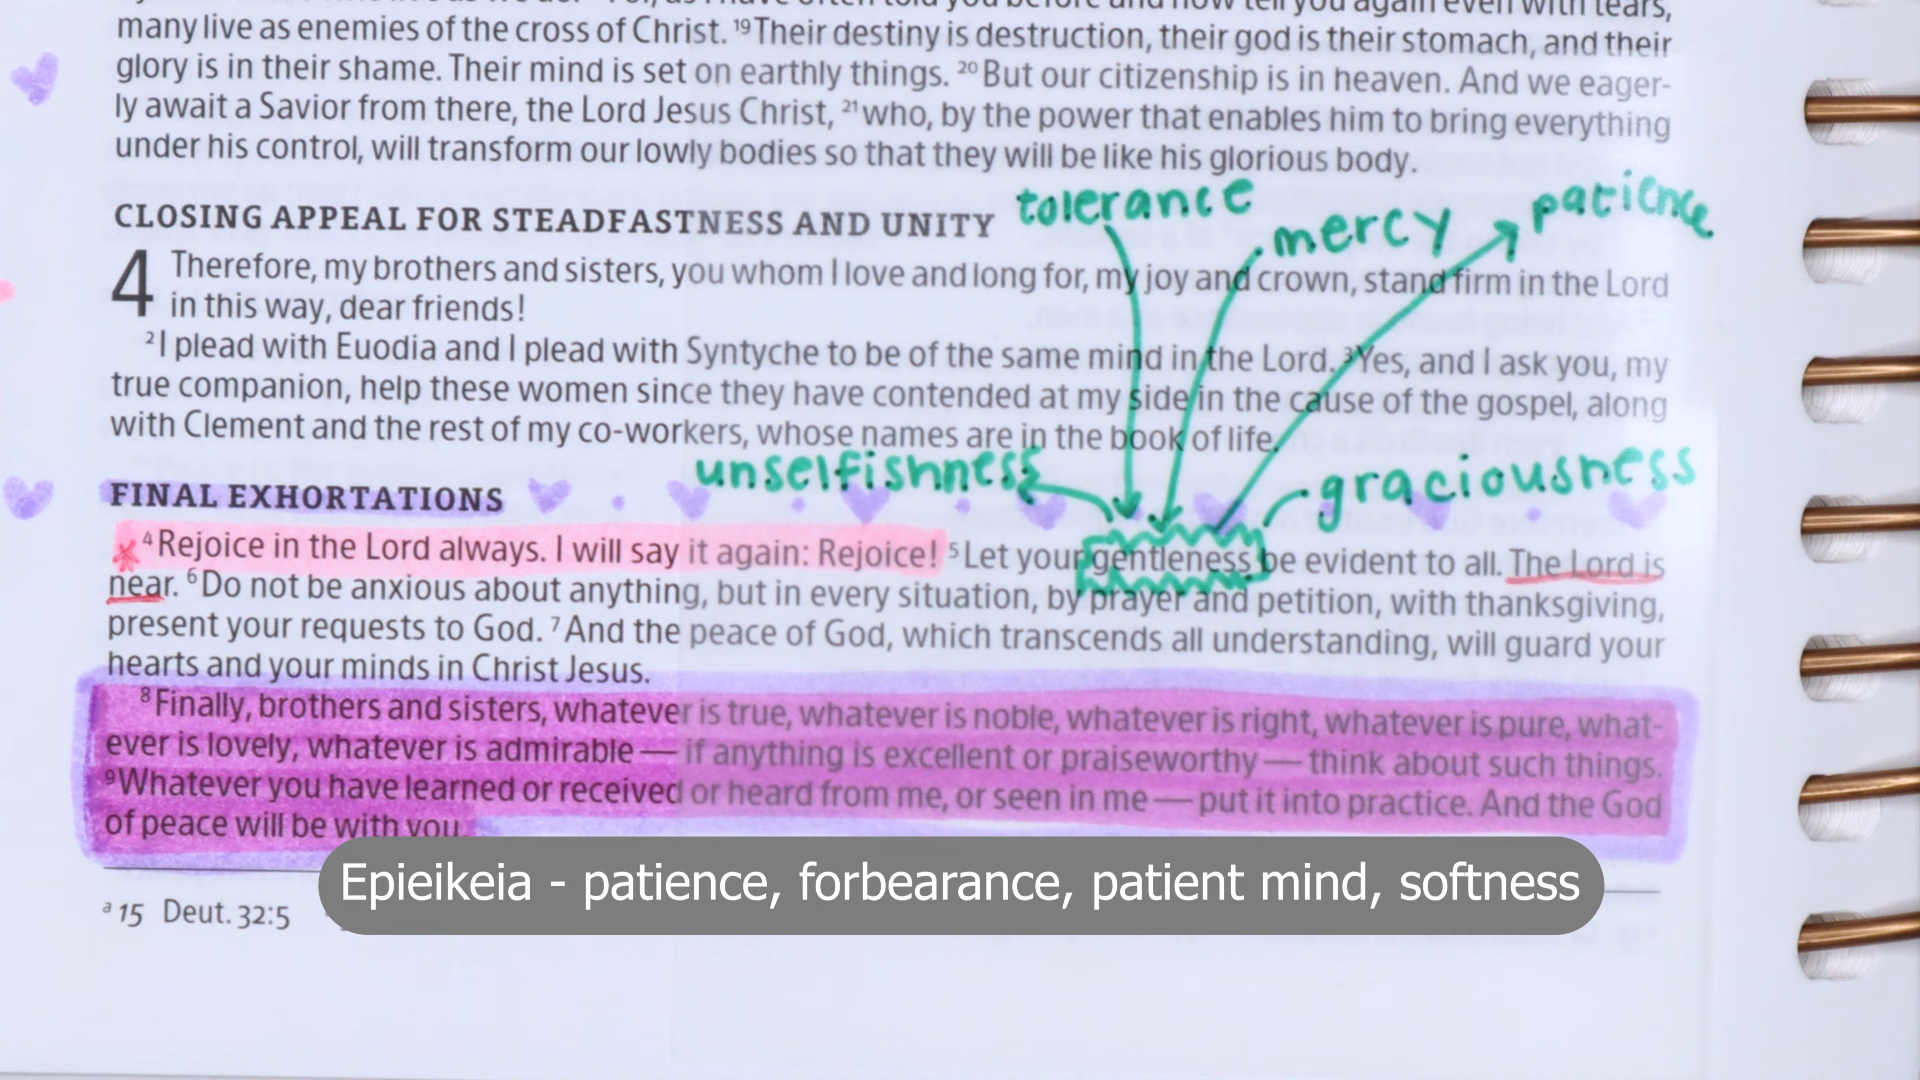 before and now tell you again even with tears,
many live as enemies of the cross of Christ. 19 Their destiny is destruction, their god is their stomach, and their
glory is in their shame. Their mind is set on earthly things. 20 But our citizenship is in heaven. And we eager-
ly await a Savior from there, the Lord Jesus Christ, 21 who, by the power that enables him to bring everything
under his control, will transform our lowly bodies so that they will be like his glorious body.
tolerance
mercy
patience
CLOSING APPEAL FOR STEADFASTNESS AND UNITY
4 Therefore, my brothers and sisters, you whom I love and long for, my joy and crown, stand firm in the Lord
in this way, dear friends!
2 I plead with Euodia and I plead with Syntyche to be of the same mind in the Lord. 3 Yes, and I ask you, my
true companion, help these women since they have contended at my side in the cause of the gospel, along
with Clement and the rest of my co-workers, whose names are in the book of life.
unselfishness
graciousness
FINAL EXHORTATIONS
4 Rejoice in the Lord always. I will say it again: Rejoice! 5 Let your gentleness be evident to all. The Lord is
near. 6 Do not be anxious about anything, but in every situation, by prayer and petition, with thanksgiving,
present your requests to God. 7 And the peace of God, which transcends all understanding, will guard your
hearts and your minds in Christ Jesus.
8 Finally, brothers and sisters, whatever is true, whatever is noble, whatever is right, whatever is pure, what-
ever is lovely, whatever is admirable — if anything is excellent or praiseworthy — think about such things.
9 Whatever you have learned or received or heard from me, or seen in me — put it into practice. And the God
of peace will be with you
Epieikeia - patience, forbearance, patient mind, softness
a 15 Deut. 32:5